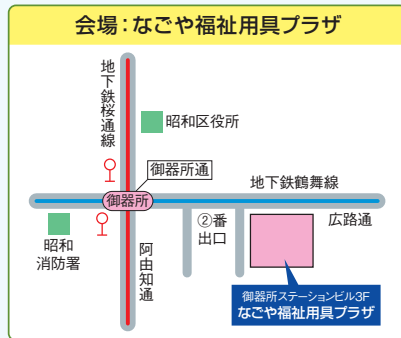 会場：なごや福祉用具プラザ
地下鉄桜通線
昭和区役所
御器所通
地下鉄鶴舞線
御器所
広路通
昭和
消防署
阿由知通
②番
出口
御器所ステーションビル3F
なごや福祉用具プラザ